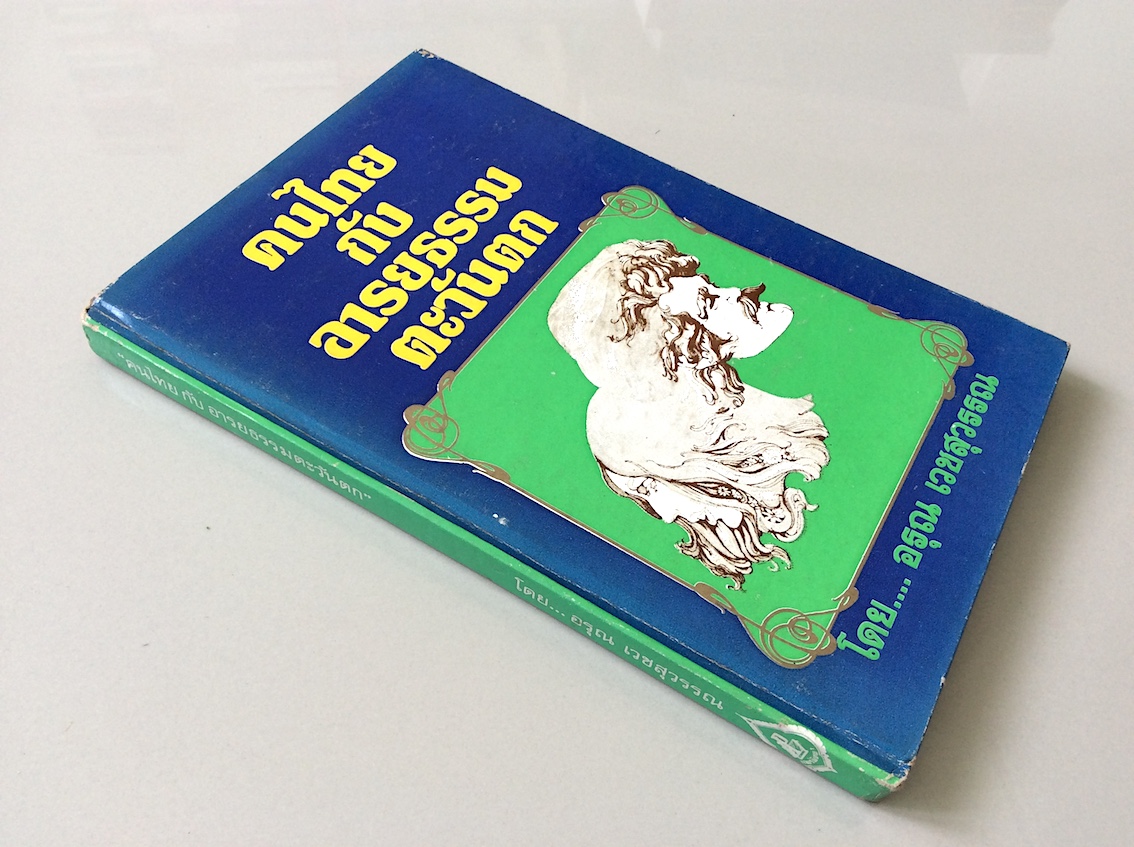 คนไทย
กับ
อารยธรรม
ตะวันตก
โดย.... อรุณ เวชสุวรรณ
"คนไทย กับ อารยธรรมตะวันตก"
โดย... อรุณ เวชสุวรรณ